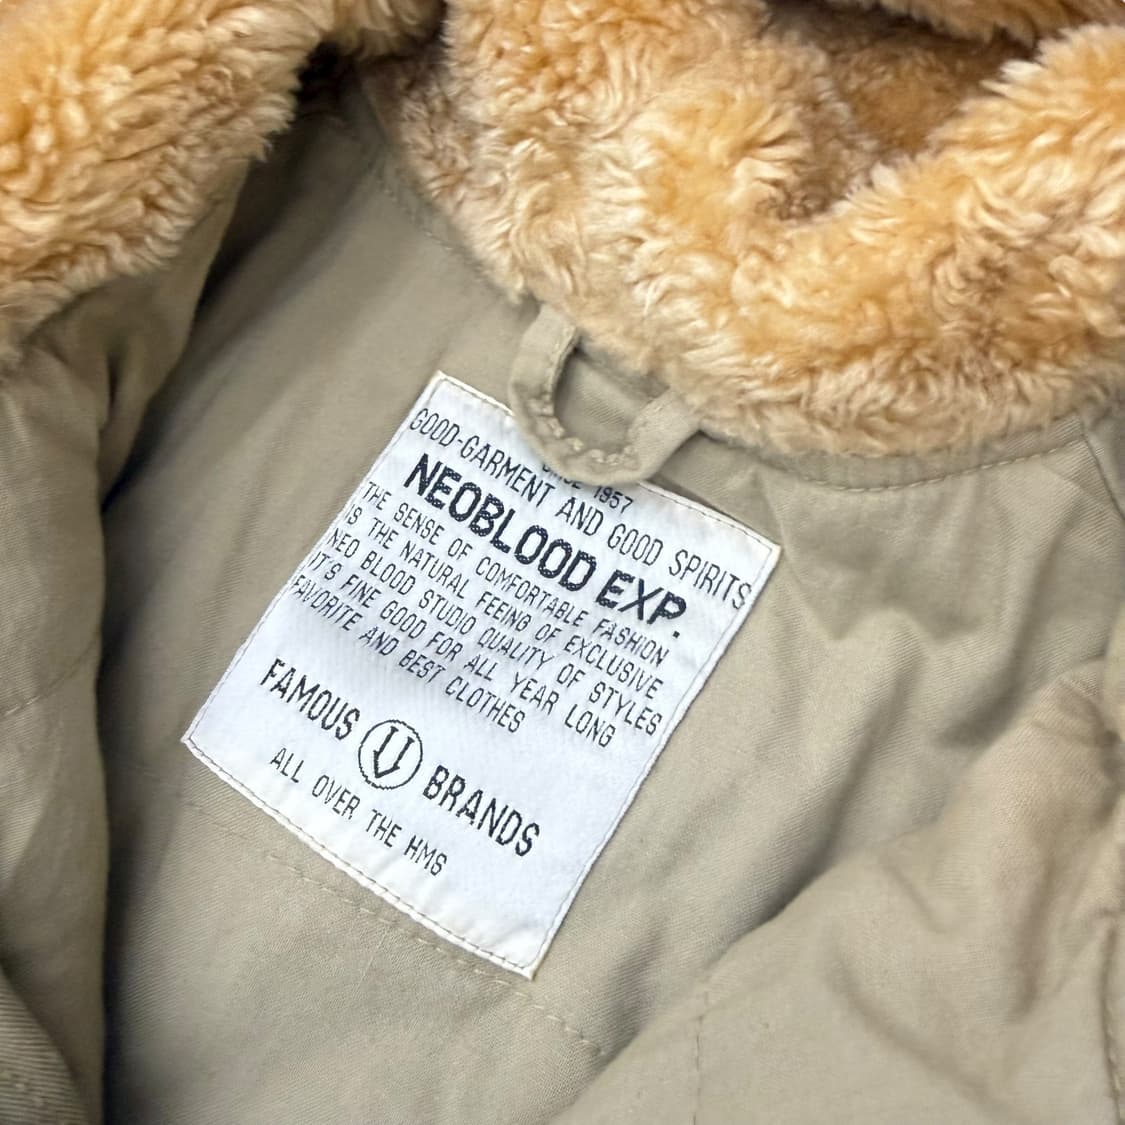 SINCE 1957
GOOD-GARMENT AND GOOD SPIRITS
NEOBLOOD EXP.
THE SENSE OF COMFORTABLE FASHION
IS THE NATURAL FEEING OF EXCLUSIVE
NEO BLOOD STUDIO QUALITY OF STYLES
IT'S FINE GOOD FOR ALL YEAR LONG
FAVORITE AND BEST CLOTHES
FAMOUS BRANDS
ALL OVER THE HMS